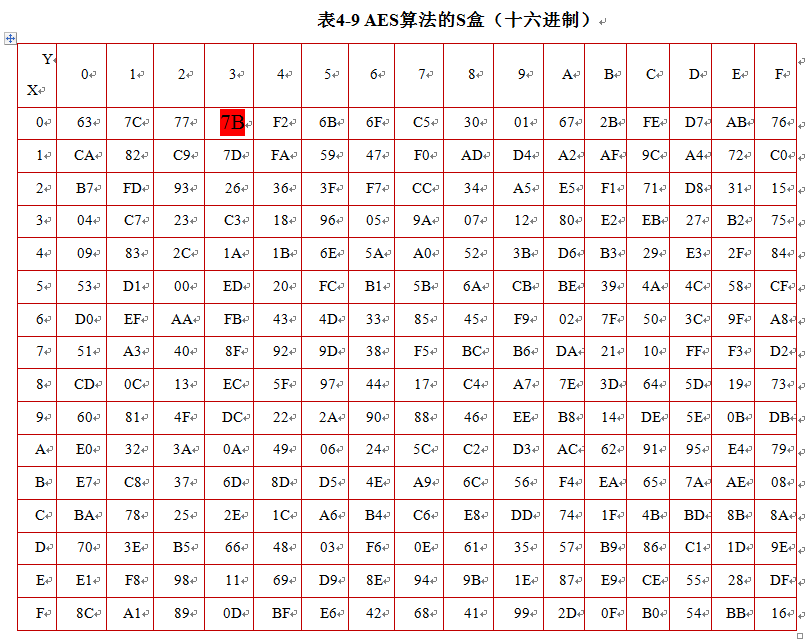 表4-9 AES算法的S盒（十六进制）
Y
X 0 1 2 3 4 5 6 7 8 9 A B C D E F
0 63 7C 77 7B F2 6B 6F C5 30 01 67 2B FE D7 AB 76
1 CA 82 C9 7D FA 59 47 F0 AD D4 A2 AF 9C A4 72 C0
2 B7 FD 93 26 36 3F F7 CC 34 A5 E5 F1 71 D8 31 15
3 04 C7 23 C3 18 96 05 9A 07 12 80 E2 EB 27 B2 75
4 09 83 2C 1A 1B 6E 5A A0 52 3B D6 B3 29 E3 2F 84
5 53 D1 00 ED 20 FC B1 5B 6A CB BE 39 4A 4C 58 CF
6 D0 EF AA FB 43 4D 33 85 45 F9 02 7F 50 3C 9F A8
7 51 A3 40 8F 92 9D 38 F5 BC B6 DA 21 10 FF F3 D2
8 CD 0C 13 EC 5F 97 44 17 C4 A7 7E 3D 64 5D 19 73
9 60 81 4F DC 22 2A 90 88 46 EE B8 14 DE 5E 0B DB
A E0 32 3A 0A 49 06 24 5C C2 D3 AC 62 91 95 E4 79
B E7 C8 37 6D 8D D5 4E A9 6C 56 F4 EA 65 7A AE 08
C BA 78 25 2E 1C A6 B4 C6 E8 DD 74 1F 4B BD 8B 8A
D 70 3E B5 66 48 03 F6 0E 61 35 57 B9 86 C1 1D 9E
E E1 F8 98 11 69 D9 8E 94 9B 1E 87 E9 CE 55 28 DF
F 8C A1 89 0D BF E6 42 68 41 99 2D 0F B0 54 BB 16